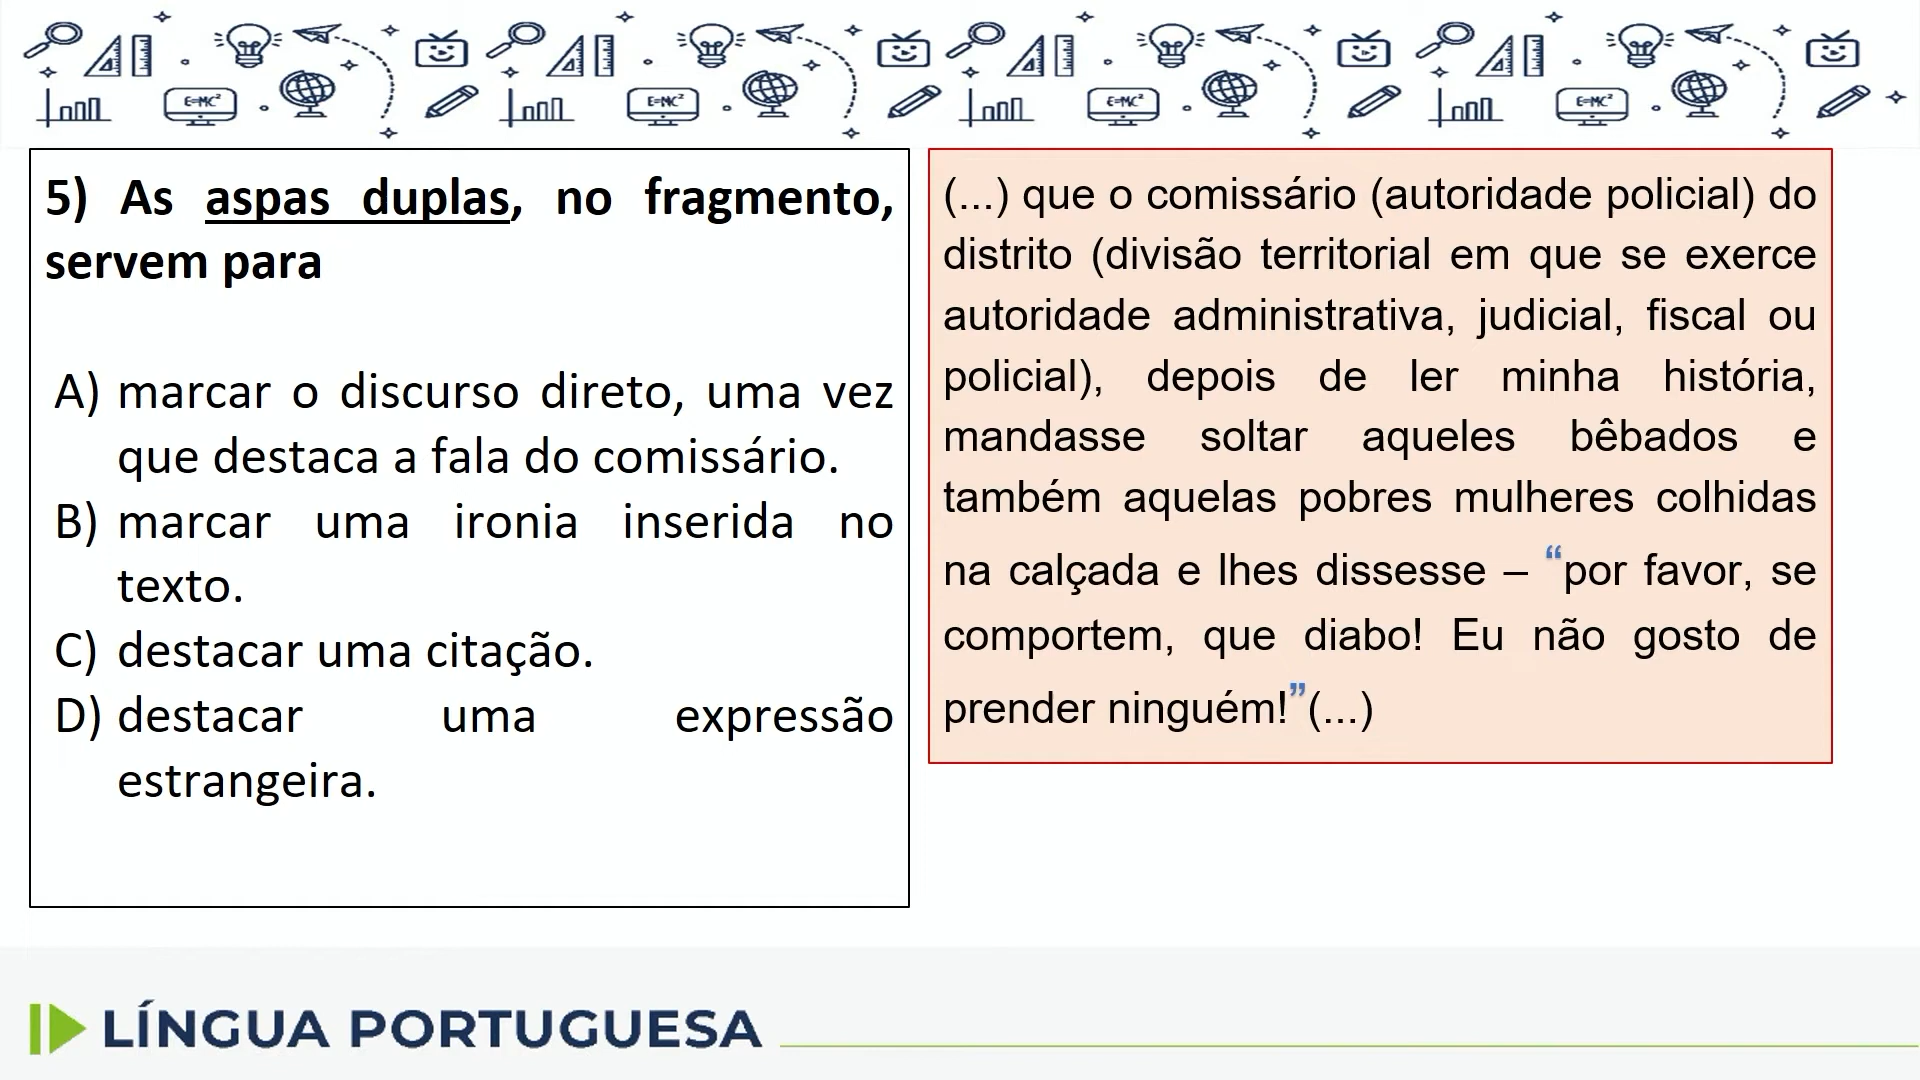 E=MC² E=MC² E=MC² E=MC²
5) As aspas duplas, no fragmento,
servem para
A) marcar o discurso direto, uma vez
que destaca a fala do comissário.
B) marcar uma ironia inserida no
texto.
C) destacar uma citação.
D) destacar uma expressão
estrangeira.
(...) que o comissário (autoridade policial) do
distrito (divisão territorial em que se exerce
autoridade administrativa, judicial, fiscal ou
policial), depois de ler minha história,
mandasse soltar aqueles bêbados e
também aquelas pobres mulheres colhidas
na calçada e lhes dissesse – “por favor, se
comportem, que diabo! Eu não gosto de
prender ninguém!”(...)
LÍNGUA PORTUGUESA